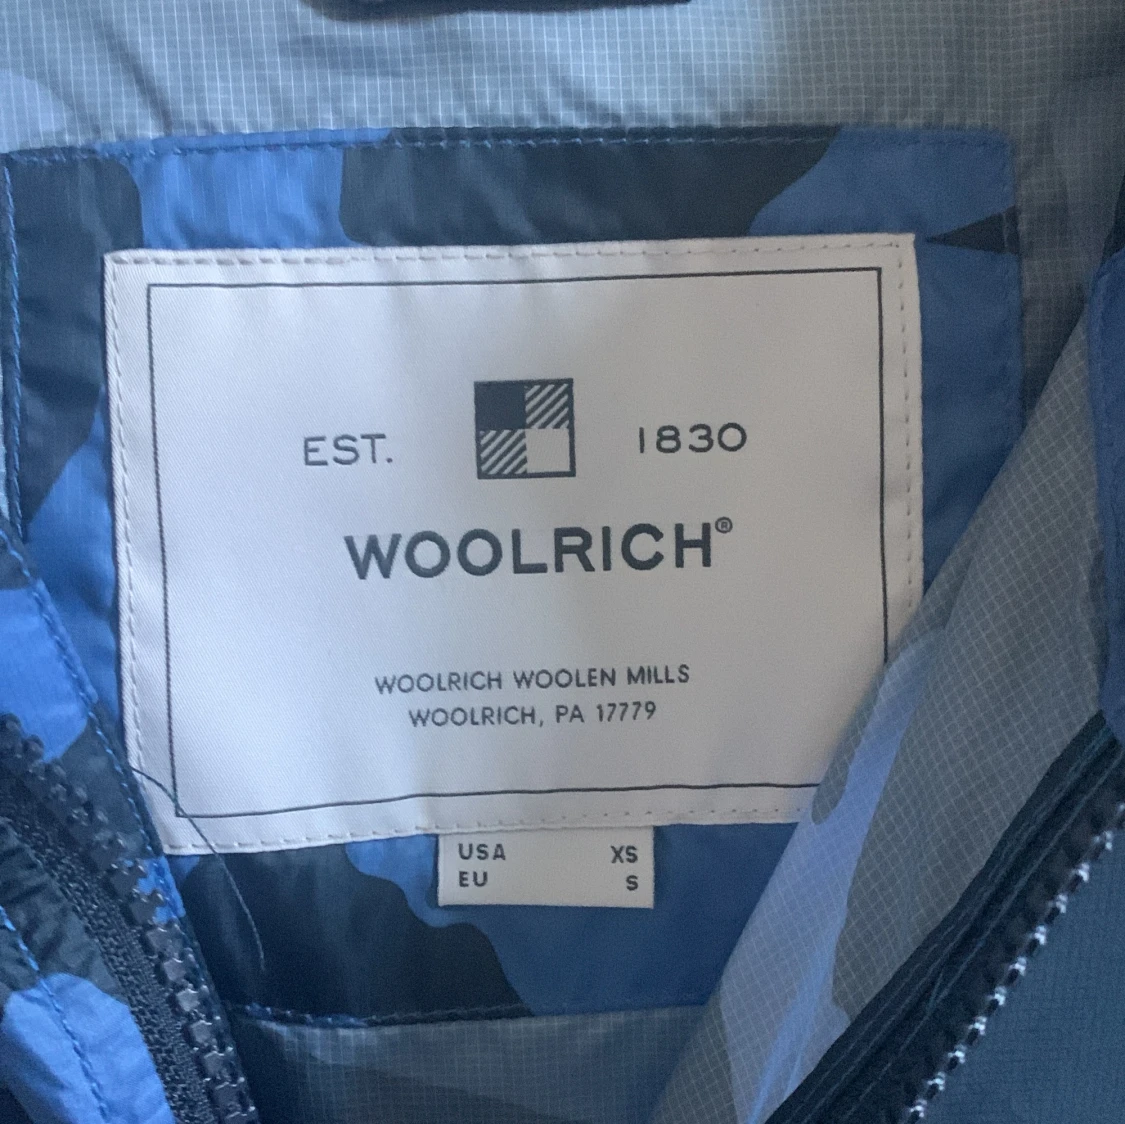 EST. 1830
WOOLRICH®
WOOLRICH WOOLEN MILLS
WOOLRICH, PA 17779
USA XS
EU S